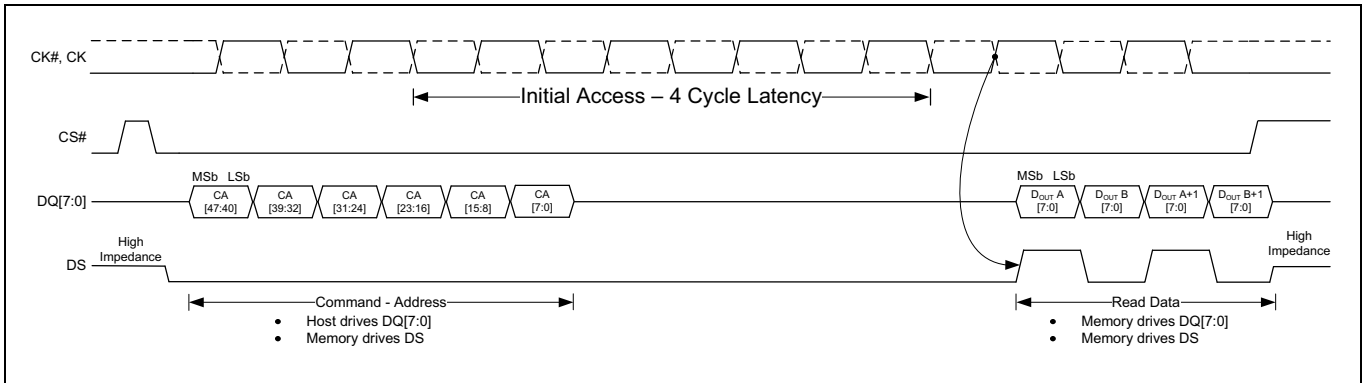 CK#, CK
Initial Access – 4 Cycle Latency
CS#
MSb LSb
MSb LSb
DQ[7:0]
CA
[47:40]
CA
[39:32]
CA
[31:24]
CA
[23:16]
CA
[15:8]
CA
[7:0]
DOUT A
[7:0]
DOUT B
[7:0]
DOUT A+1
[7:0]
DOUT B+1
[7:0]
High
Impedance
DS
High
Impedance
Command - Address
• Host drives DQ[7:0]
• Memory drives DS
Read Data
• Memory drives DQ[7:0]
• Memory drives DS